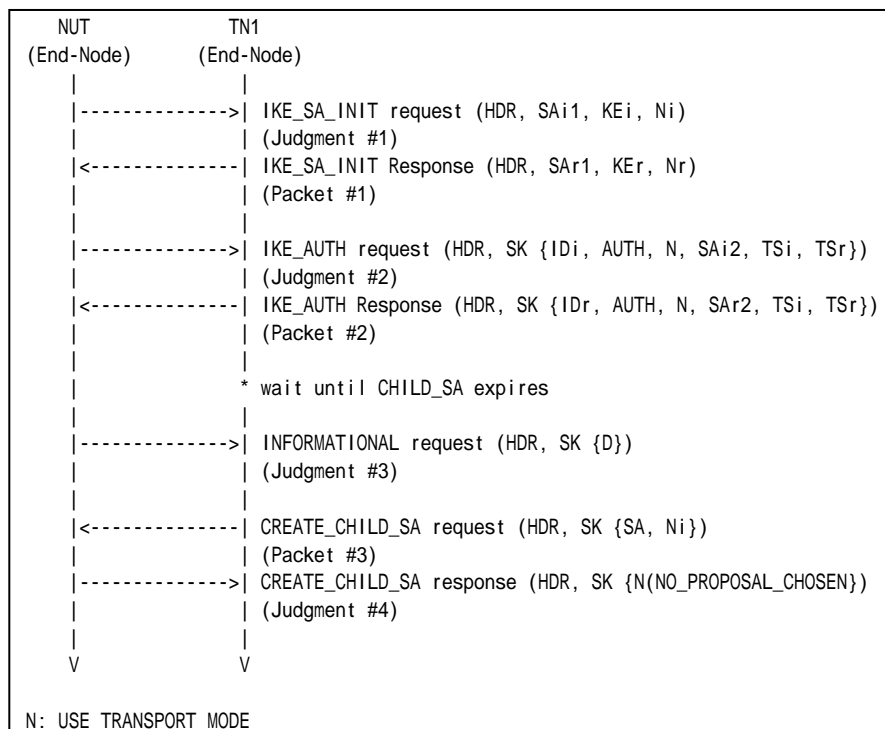 NUT TN1
(End-Node) (End-Node)
| |
|-------------->| IKE_SA_INIT request (HDR, SAi1, KEi, Ni)
| | (Judgment #1)
|<--------------| IKE_SA_INIT Response (HDR, SAr1, KEr, Nr)
| | (Packet #1)
| |
|-------------->| IKE_AUTH request (HDR, SK {IDi, AUTH, N, SAi2, TSi, TSr})
| | (Judgment #2)
|<--------------| IKE_AUTH Response (HDR, SK {IDr, AUTH, N, SAr2, TSi, TSr})
| | (Packet #2)
| |
| * wait until CHILD_SA expires
| |
|-------------->| INFORMATIONAL request (HDR, SK {D})
| | (Judgment #3)
| |
|<--------------| CREATE_CHILD_SA request (HDR, SK {SA, Ni})
| | (Packet #3)
|-------------->| CREATE_CHILD_SA response (HDR, SK {N(NO_PROPOSAL_CHOSEN})
| | (Judgment #4)
| |
V V
N: USE TRANSPORT MODE